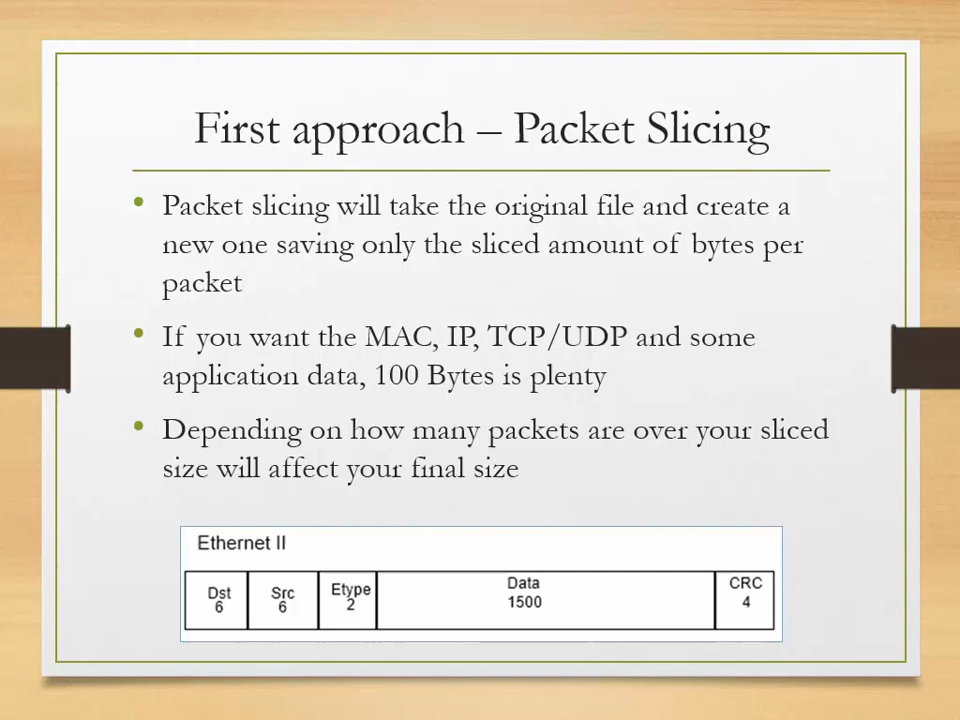 First approach – Packet Slicing
• Packet slicing will take the original file and create a
new one saving only the sliced amount of bytes per
packet
• If you want the MAC, IP, TCP/UDP and some
application data, 100 Bytes is plenty
• Depending on how many packets are over your sliced
size will affect your final size
Ethernet II
Dst Src Etype Data CRC
6 6 2 1500 4